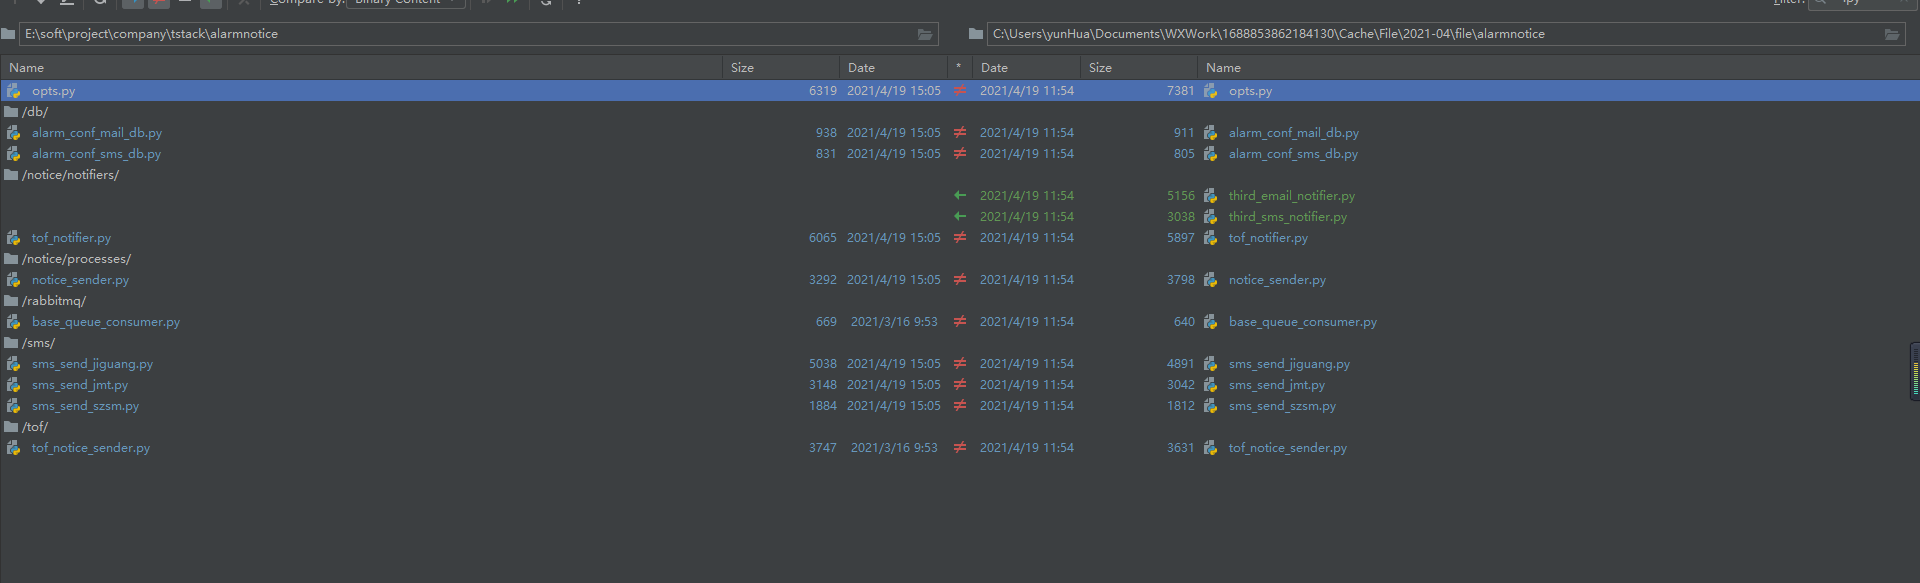 Compare by: Binary Content Filter:
E:\soft\project\company\tstack\alarmnotice C:\Users\yunHua\Documents\WXWork\1688853862184130\Cache\File\2021-04\file\alarmnotice
Name Size Date * Date Size Name
opts.py 6319 2021/4/19 15:05 ≠ 2021/4/19 11:54 7381 opts.py
/db/
alarm_conf_mail_db.py 938 2021/4/19 15:05 ≠ 2021/4/19 11:54 911 alarm_conf_mail_db.py
alarm_conf_sms_db.py 831 2021/4/19 15:05 ≠ 2021/4/19 11:54 805 alarm_conf_sms_db.py
/notice/notifiers/
← 2021/4/19 11:54 5156 third_email_notifier.py
← 2021/4/19 11:54 3038 third_sms_notifier.py
tof_notifier.py 6065 2021/4/19 15:05 ≠ 2021/4/19 11:54 5897 tof_notifier.py
/notice/processes/
notice_sender.py 3292 2021/4/19 15:05 ≠ 2021/4/19 11:54 3798 notice_sender.py
/rabbitmq/
base_queue_consumer.py 669 2021/3/16 9:53 ≠ 2021/4/19 11:54 640 base_queue_consumer.py
/sms/
sms_send_jiguang.py 5038 2021/4/19 15:05 ≠ 2021/4/19 11:54 4891 sms_send_jiguang.py
sms_send_jmt.py 3148 2021/4/19 15:05 ≠ 2021/4/19 11:54 3042 sms_send_jmt.py
sms_send_szsm.py 1884 2021/4/19 15:05 ≠ 2021/4/19 11:54 1812 sms_send_szsm.py
/tof/
tof_notice_sender.py 3747 2021/3/16 9:53 ≠ 2021/4/19 11:54 3631 tof_notice_sender.py